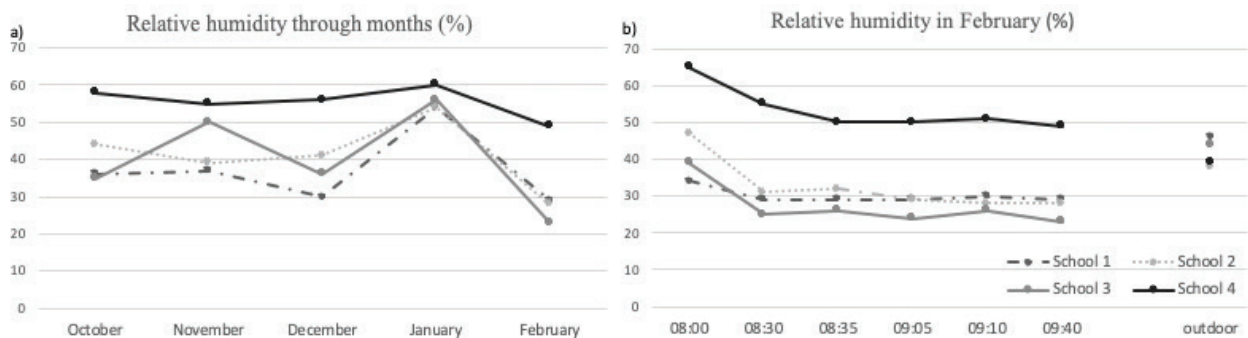 a) Relative humidity through months (%)
70
60
50
40
30
20
10
0
October November December January February
b) Relative humidity in February (%)
70
60
50
40
30
20
10
0
08:00 08:30 08:35 09:05 09:10 09:40 outdoor
School 1 School 2
School 3 School 4